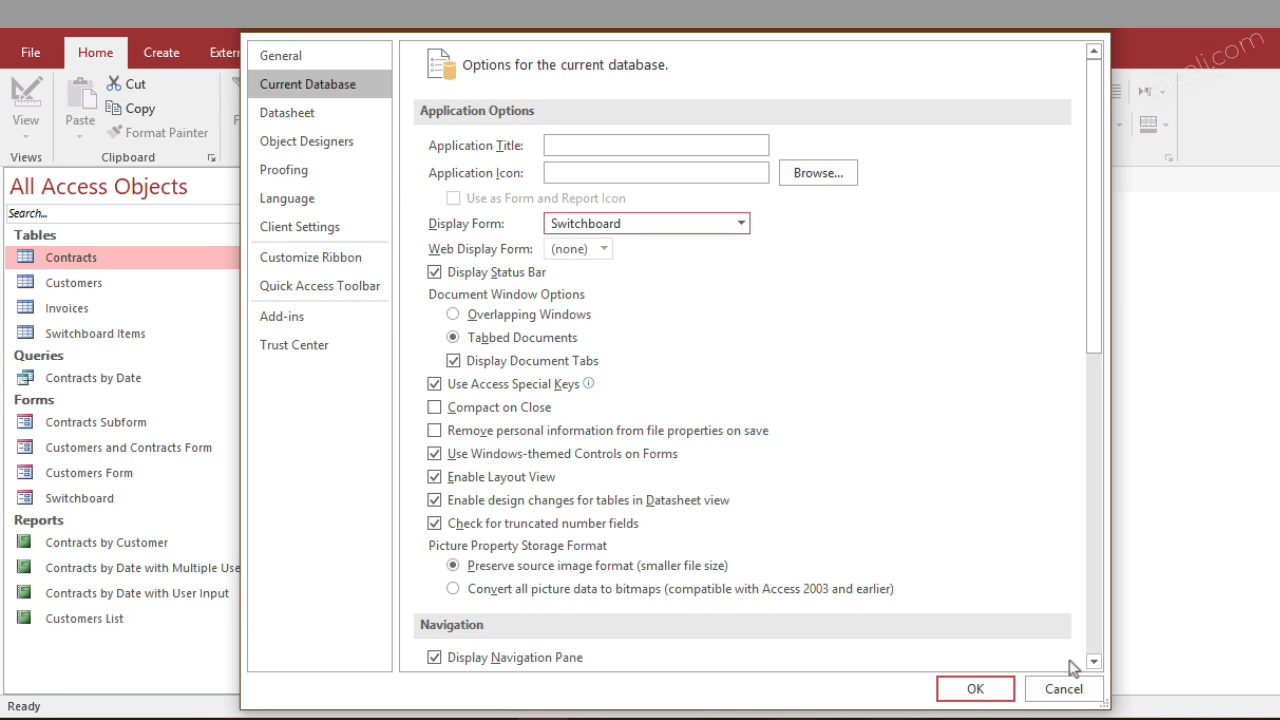 File Home Create Exter
View
Paste
Cut
Copy
Format Painter
Views Clipboard
All Access Objects
Search...
Tables
Contracts
Customers
Invoices
Switchboard Items
Queries
Contracts by Date
Forms
Contracts Subform
Customers and Contracts Form
Customers Form
Switchboard
Reports
Contracts by Customer
Contracts by Date with Multiple Use
Contracts by Date with User Input
Customers List
Ready
General
Current Database
Datasheet
Object Designers
Proofing
Language
Client Settings
Customize Ribbon
Quick Access Toolbar
Add-ins
Trust Center
Options for the current database.
Application Options
Application Title:
Application Icon: Browse...
Use as Form and Report Icon
Display Form: Switchboard
Web Display Form: (none)
Display Status Bar
Document Window Options
Overlapping Windows
Tabbed Documents
Display Document Tabs
Use Access Special Keys
Compact on Close
Remove personal information from file properties on save
Use Windows-themed Controls on Forms
Enable Layout View
Enable design changes for tables in Datasheet view
Check for truncated number fields
Picture Property Storage Format
Preserve source image format (smaller file size)
Convert all picture data to bitmaps (compatible with Access 2003 and earlier)
Navigation
Display Navigation Pane
OK Cancel